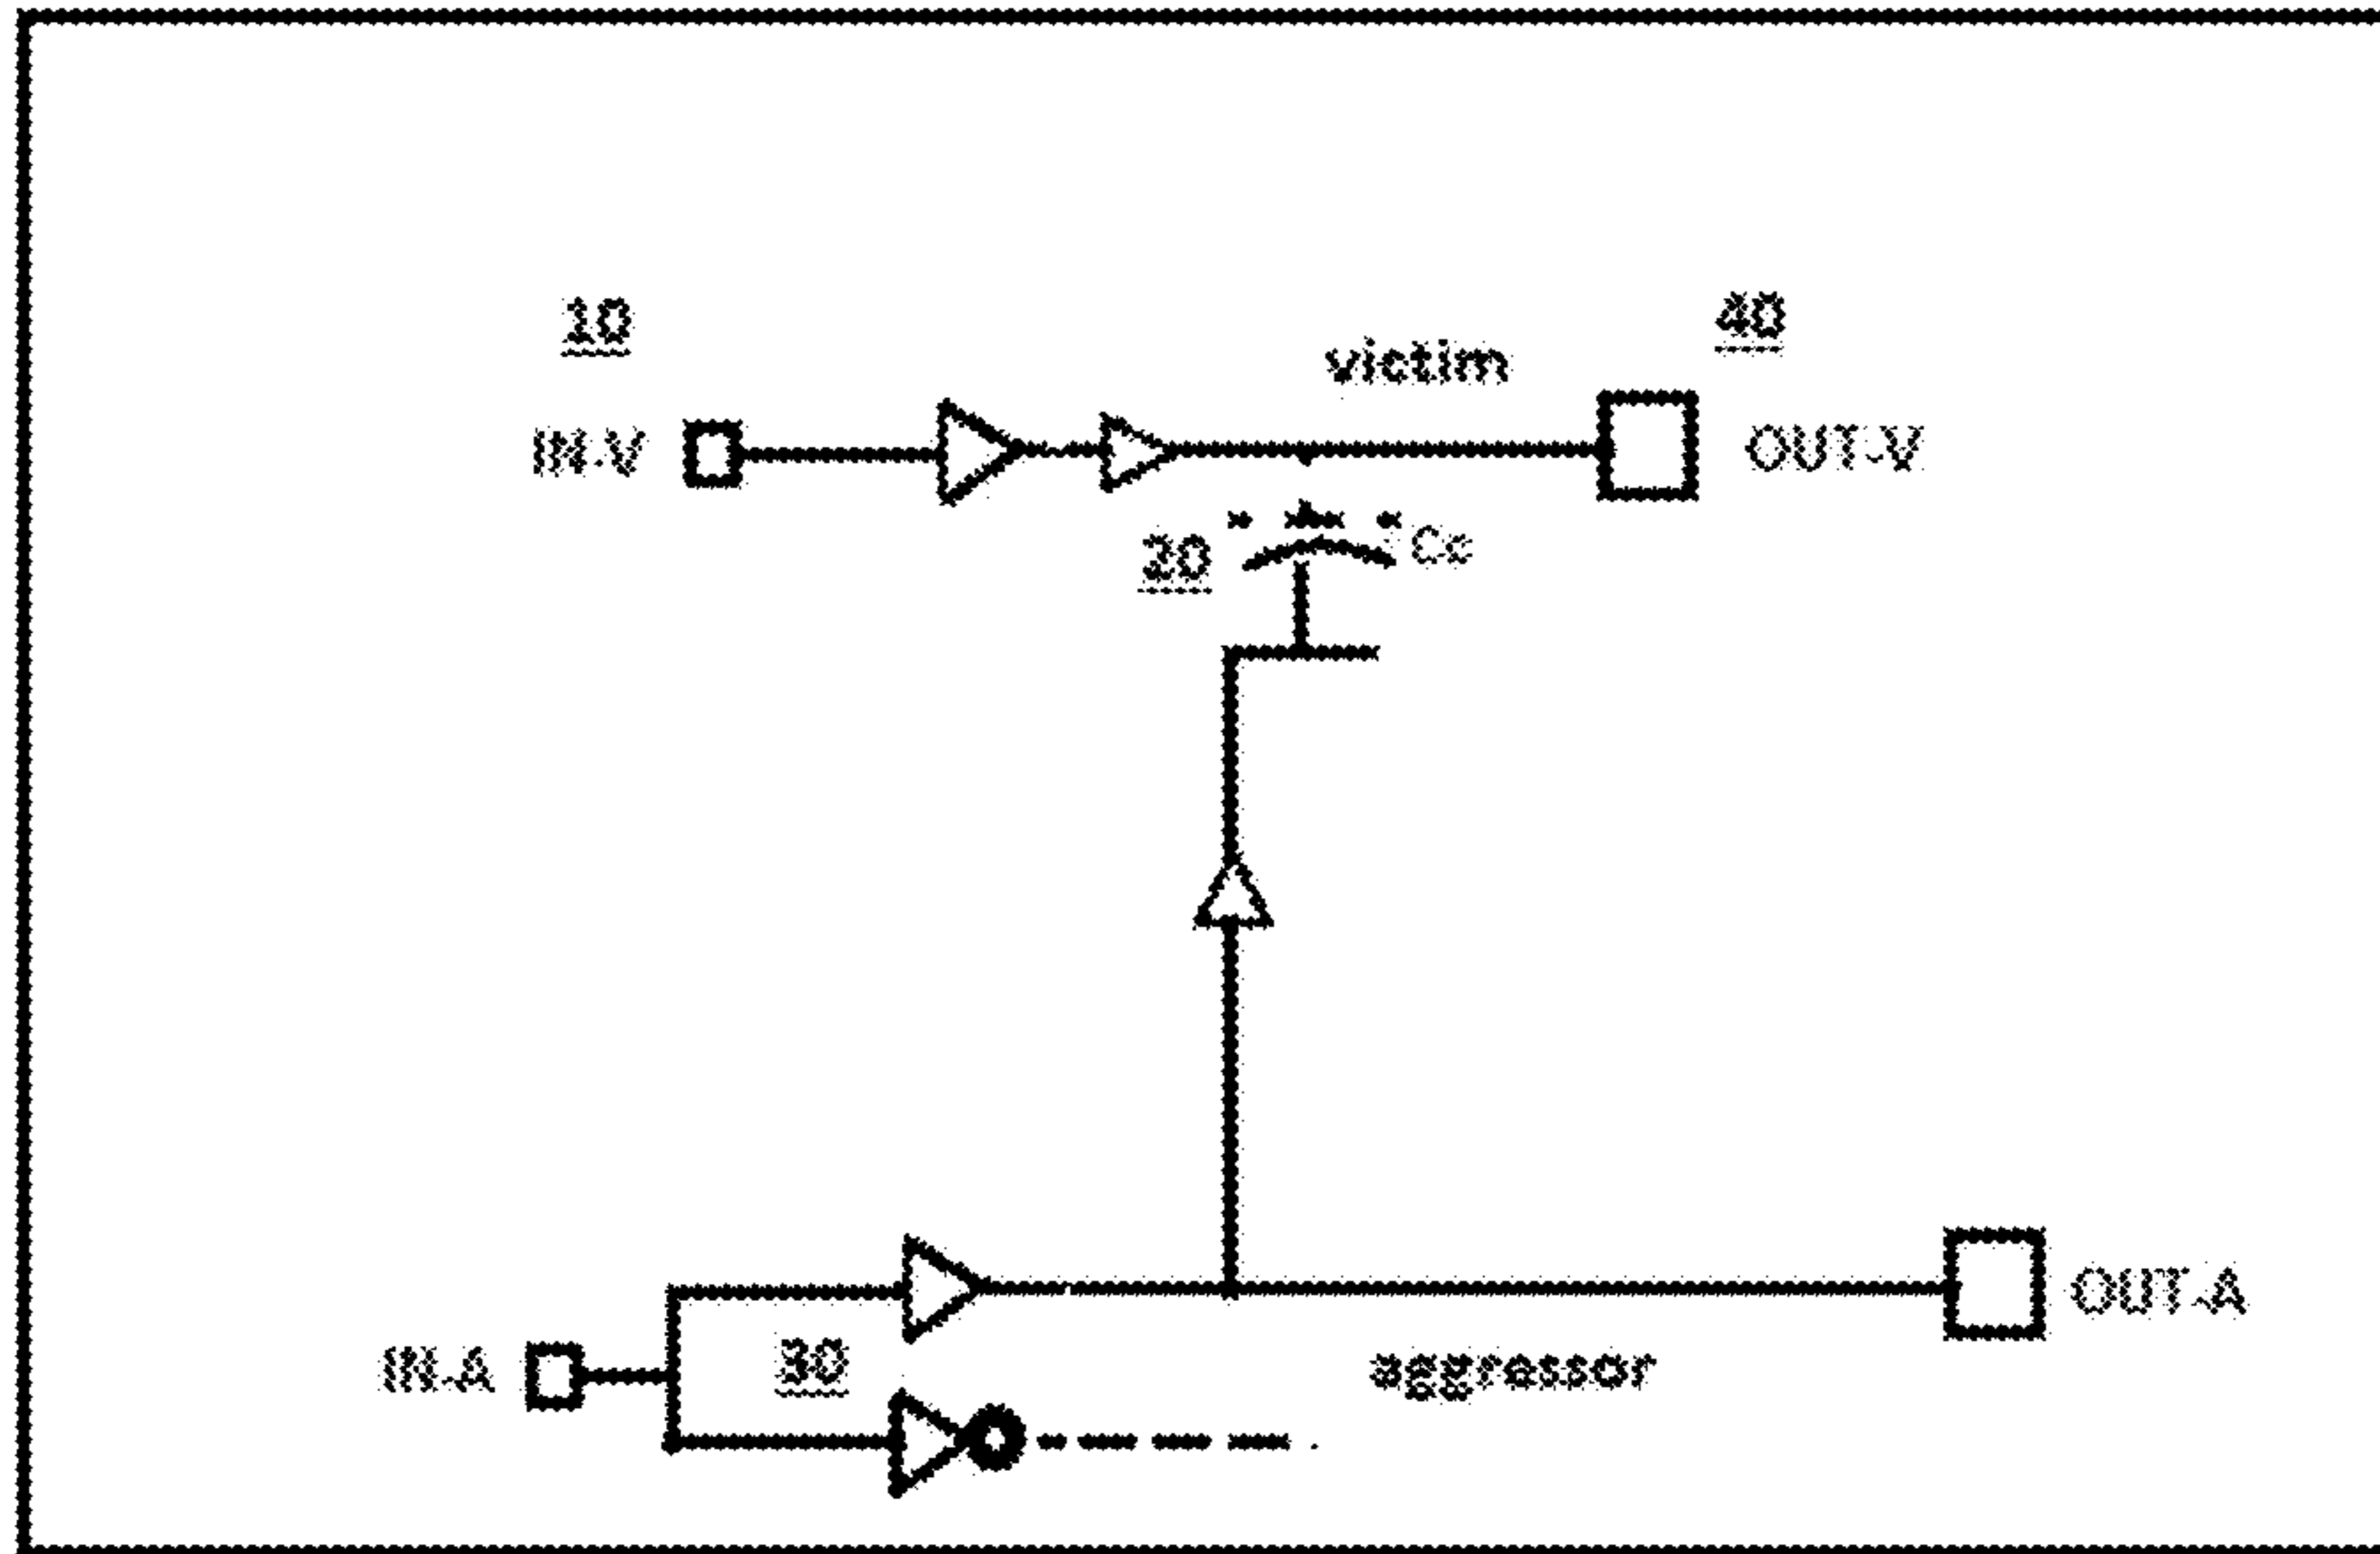 10
40
victim
IN-V
OUT-V
20
Cc
OUT-A
30
IN-A
aggressor